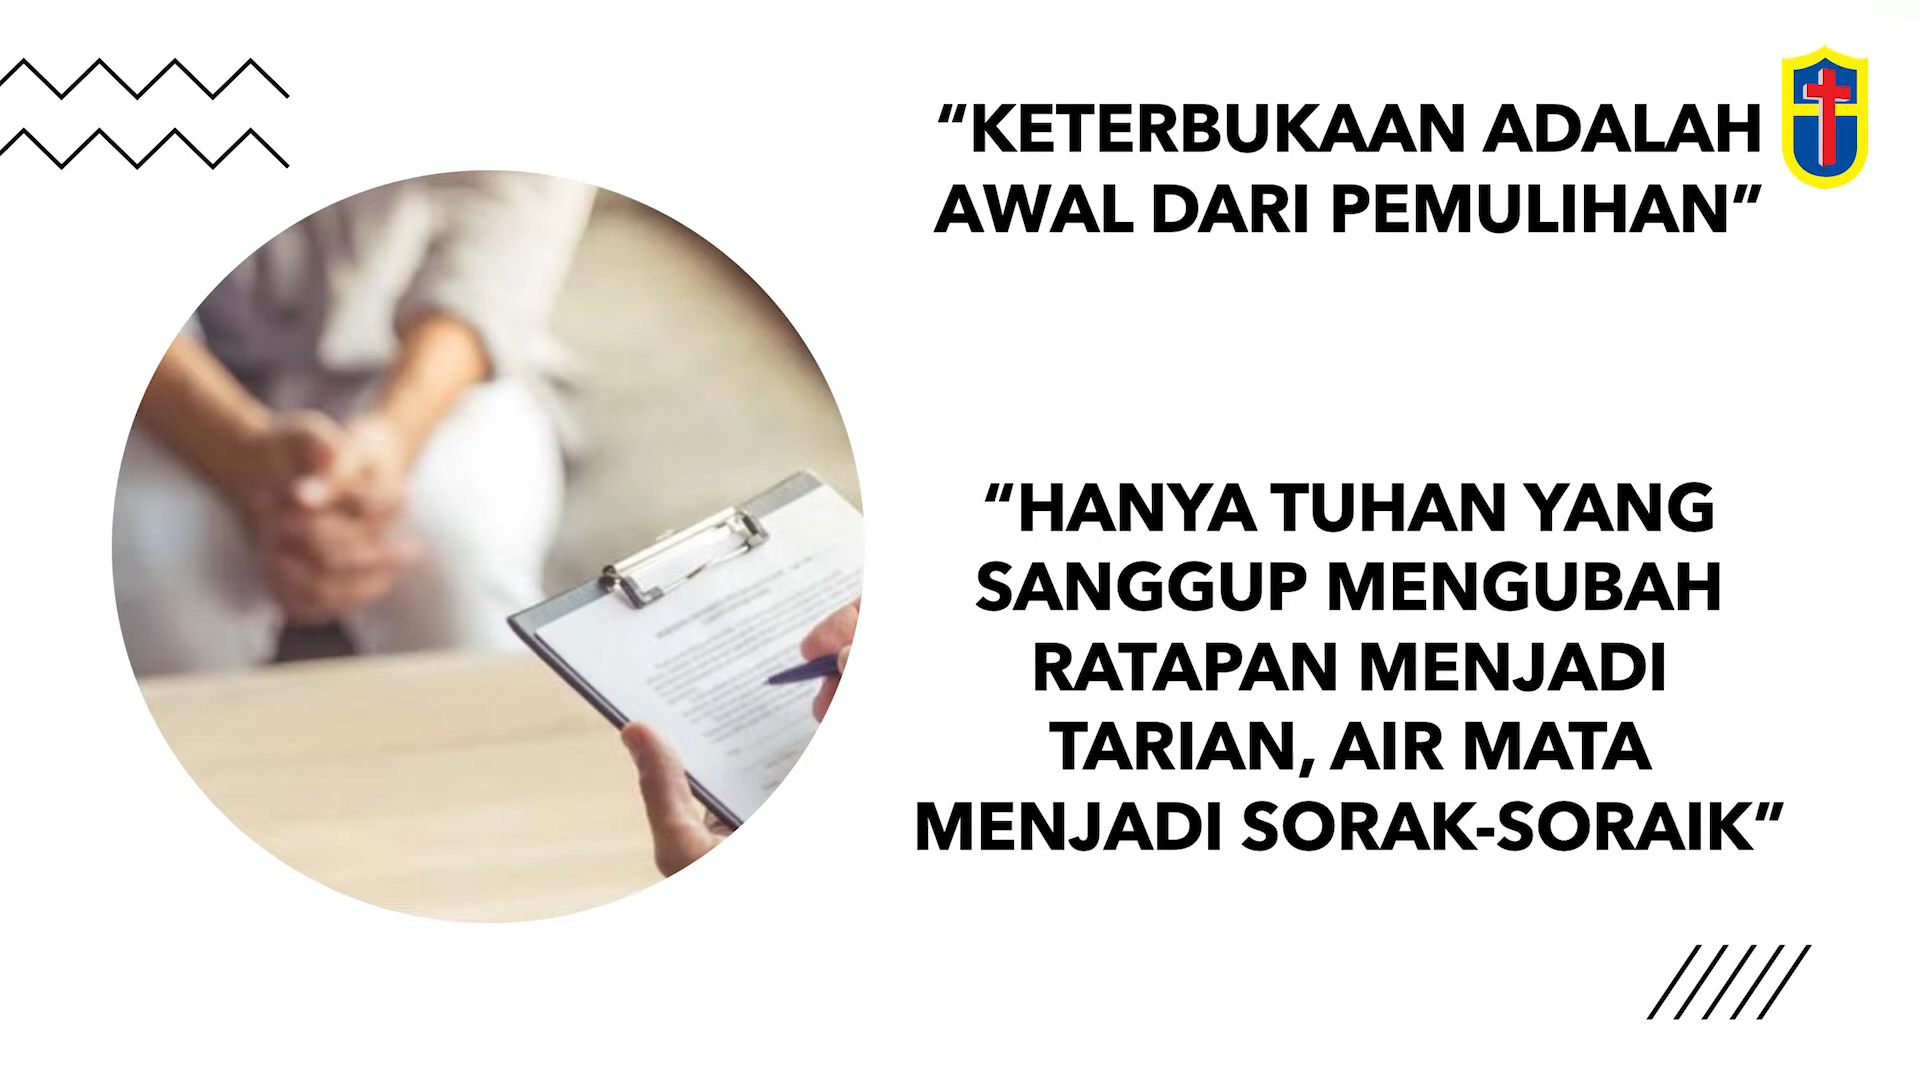 “KETERBUKAAN ADALAH
AWAL DARI PEMULIHAN”
“HANYA TUHAN YANG
SANGGUP MENGUBAH
RATAPAN MENJADI
TARIAN, AIR MATA
MENJADI SORAK-SORAIK”